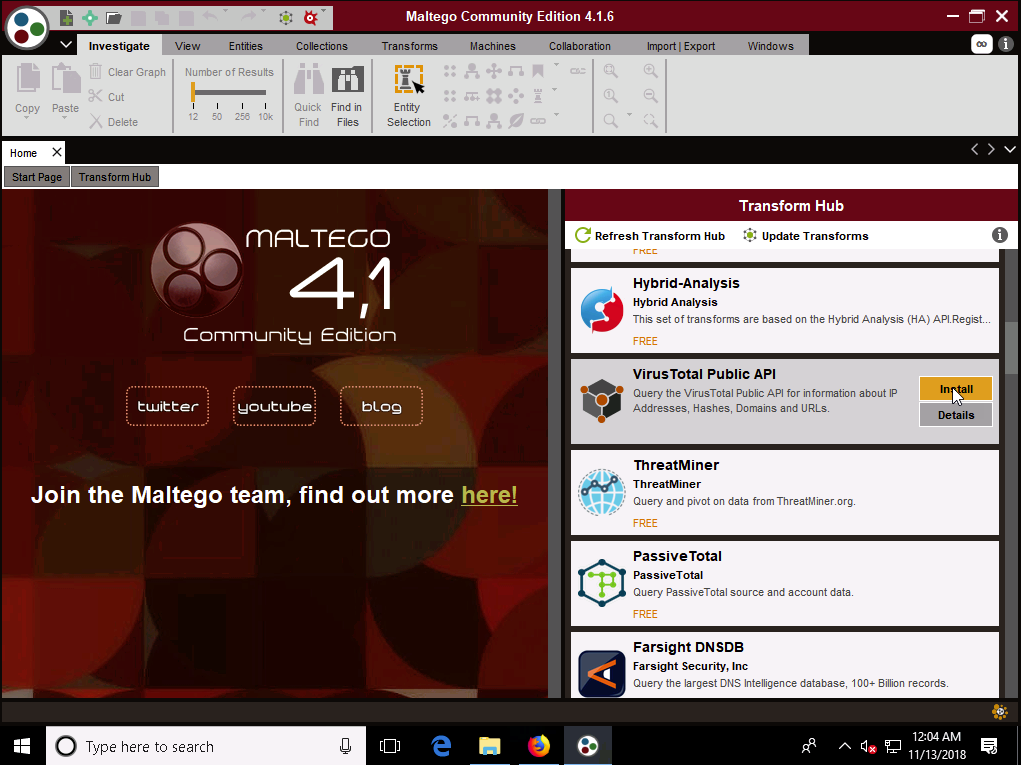 Maltego Community Edition 4.1.6
Investigate View Entities Collections Transforms Machines Collaboration Import | Export Windows
Copy
Paste
Clear Graph
Cut
Delete
Number of Results
12 50 256 10k
Quick
Find
Find in
Files
Entity
Selection
Home
Start Page Transform Hub
MALTEGO
4,1
Community Edition
twitter youtube blog
Join the Maltego team, find out more here!
Transform Hub
Refresh Transform Hub Update Transforms
FREE
Hybrid-Analysis
Hybrid Analysis
This set of transforms are based on the Hybrid Analysis (HA) API.Regist...
FREE
VirusTotal Public API
Query the VirusTotal Public API for information about IP
Addresses, Hashes, Domains and URLs.
Install
Details
ThreatMiner
ThreatMiner
Query and pivot on data from ThreatMiner.org.
FREE
PassiveTotal
PassiveTotal
Query PassiveTotal source and account data.
FREE
Farsight DNSDB
Farsight Security, Inc
Query the largest DNS Intelligence database, 100+ Billion records.
Type here to search
12:04 AM
11/13/2018